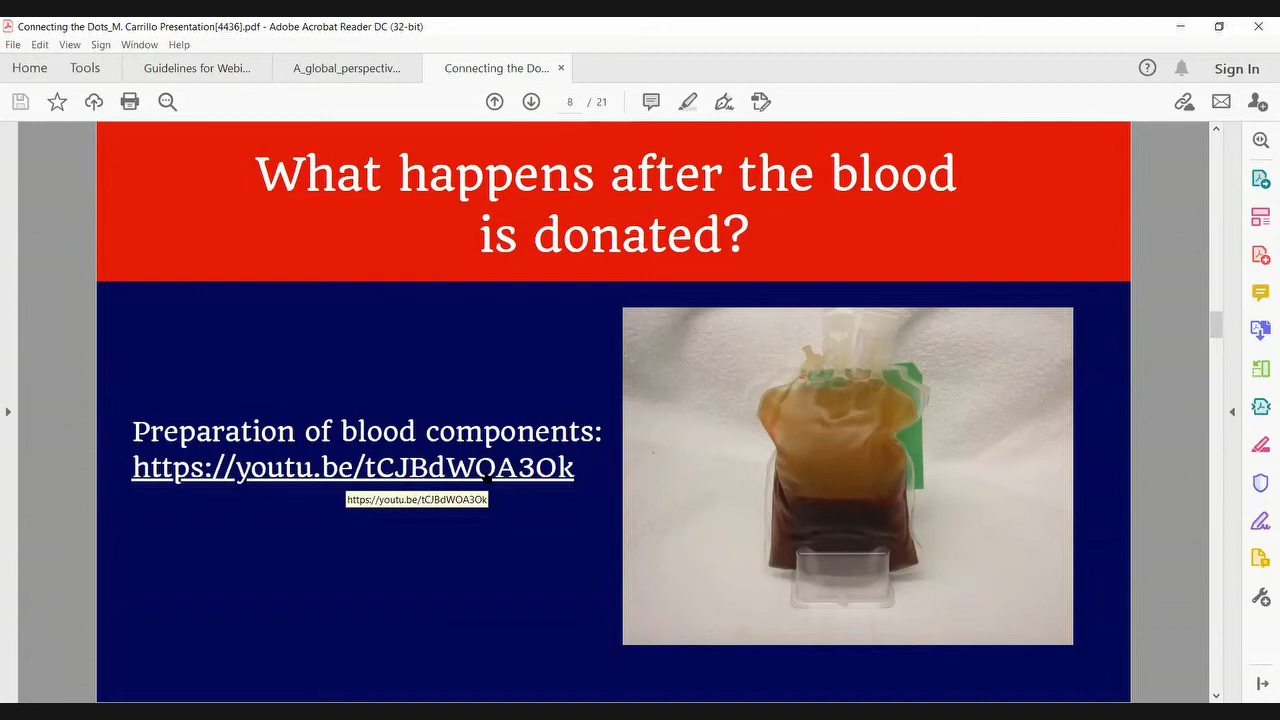 Connecting the Dots_M. Carrillo Presentation[4436].pdf - Adobe Acrobat Reader DC (32-bit)
File Edit View Sign Window Help
Home Tools Guidelines for Webi... A_global_perspectiv... Connecting the Do... × Sign In
8 / 21
What happens after the blood
is donated?
Preparation of blood components:
https://youtu.be/tCJBdWOA3Ok
https://youtu.be/tCJBdWOA3Ok